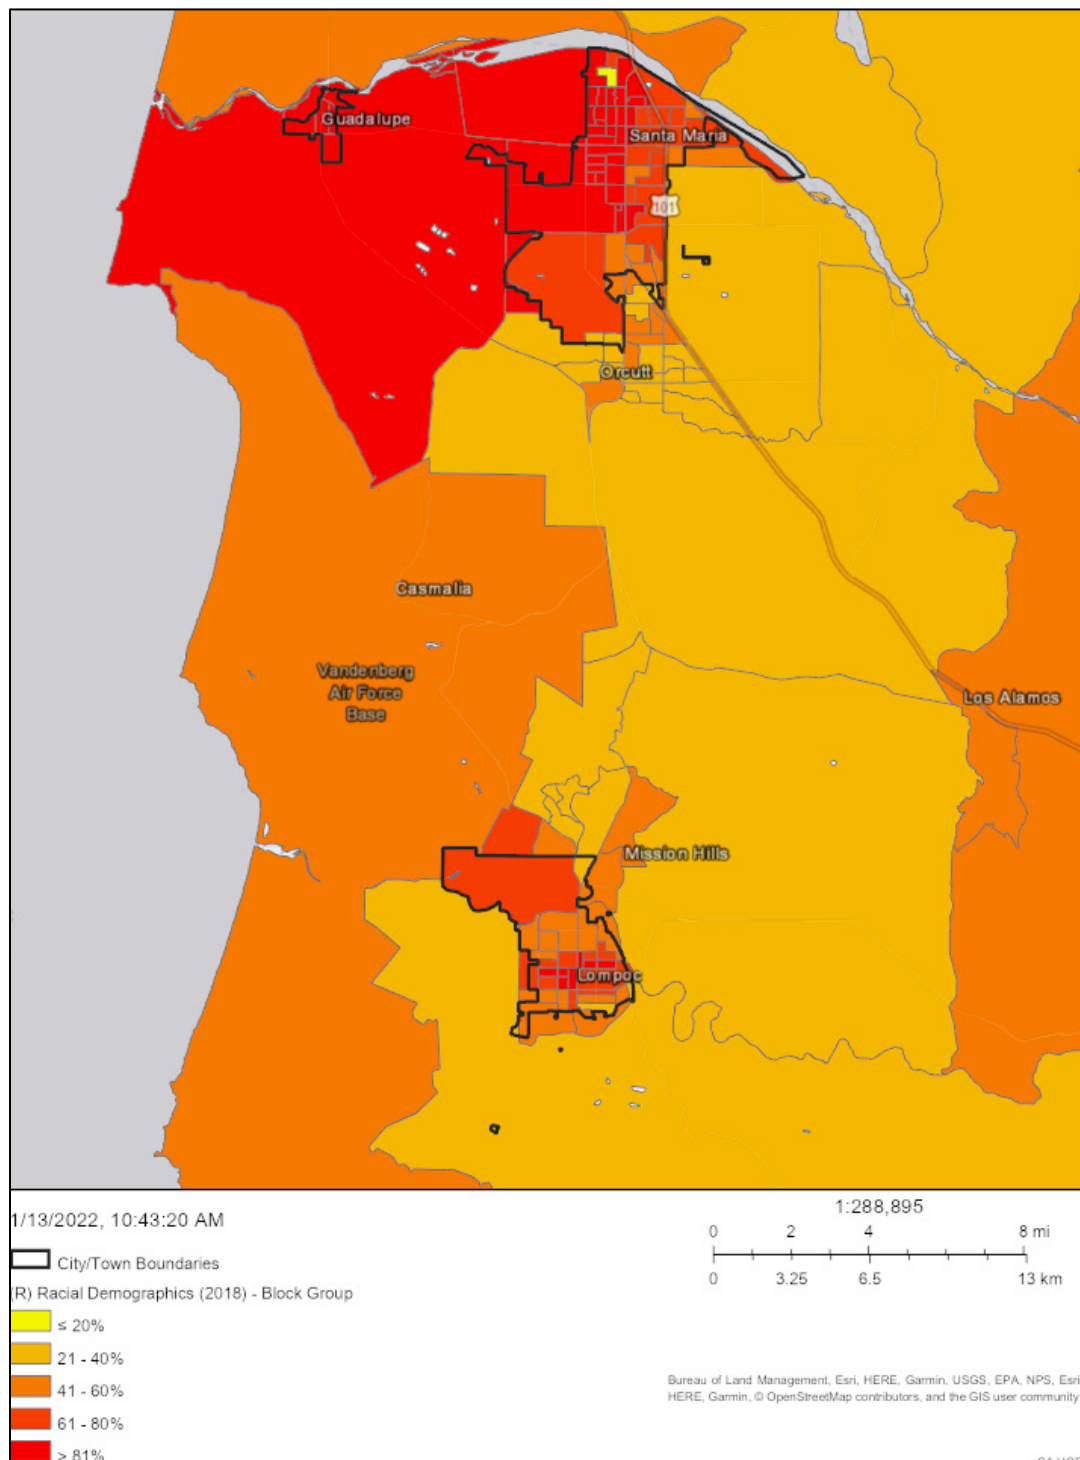 Guadalupe
Santa Maria
101
Orcutt
Casmalia
Vandenberg
Air Force
Base
Los Alamos
Mission Hills
Lompoc
1/13/2022, 10:43:20 AM
City/Town Boundaries
(R) Racial Demographics (2018) - Block Group
≤ 20%
21 - 40%
41 - 60%
61 - 80%
> 81%
1:288,895
0 2 4 8 mi
0 3.25 6.5 13 km
Bureau of Land Management, Esri, HERE, Garmin, USGS, EPA, NPS, Esri
HERE, Garmin, © OpenStreetMap contributors, and the GIS user community